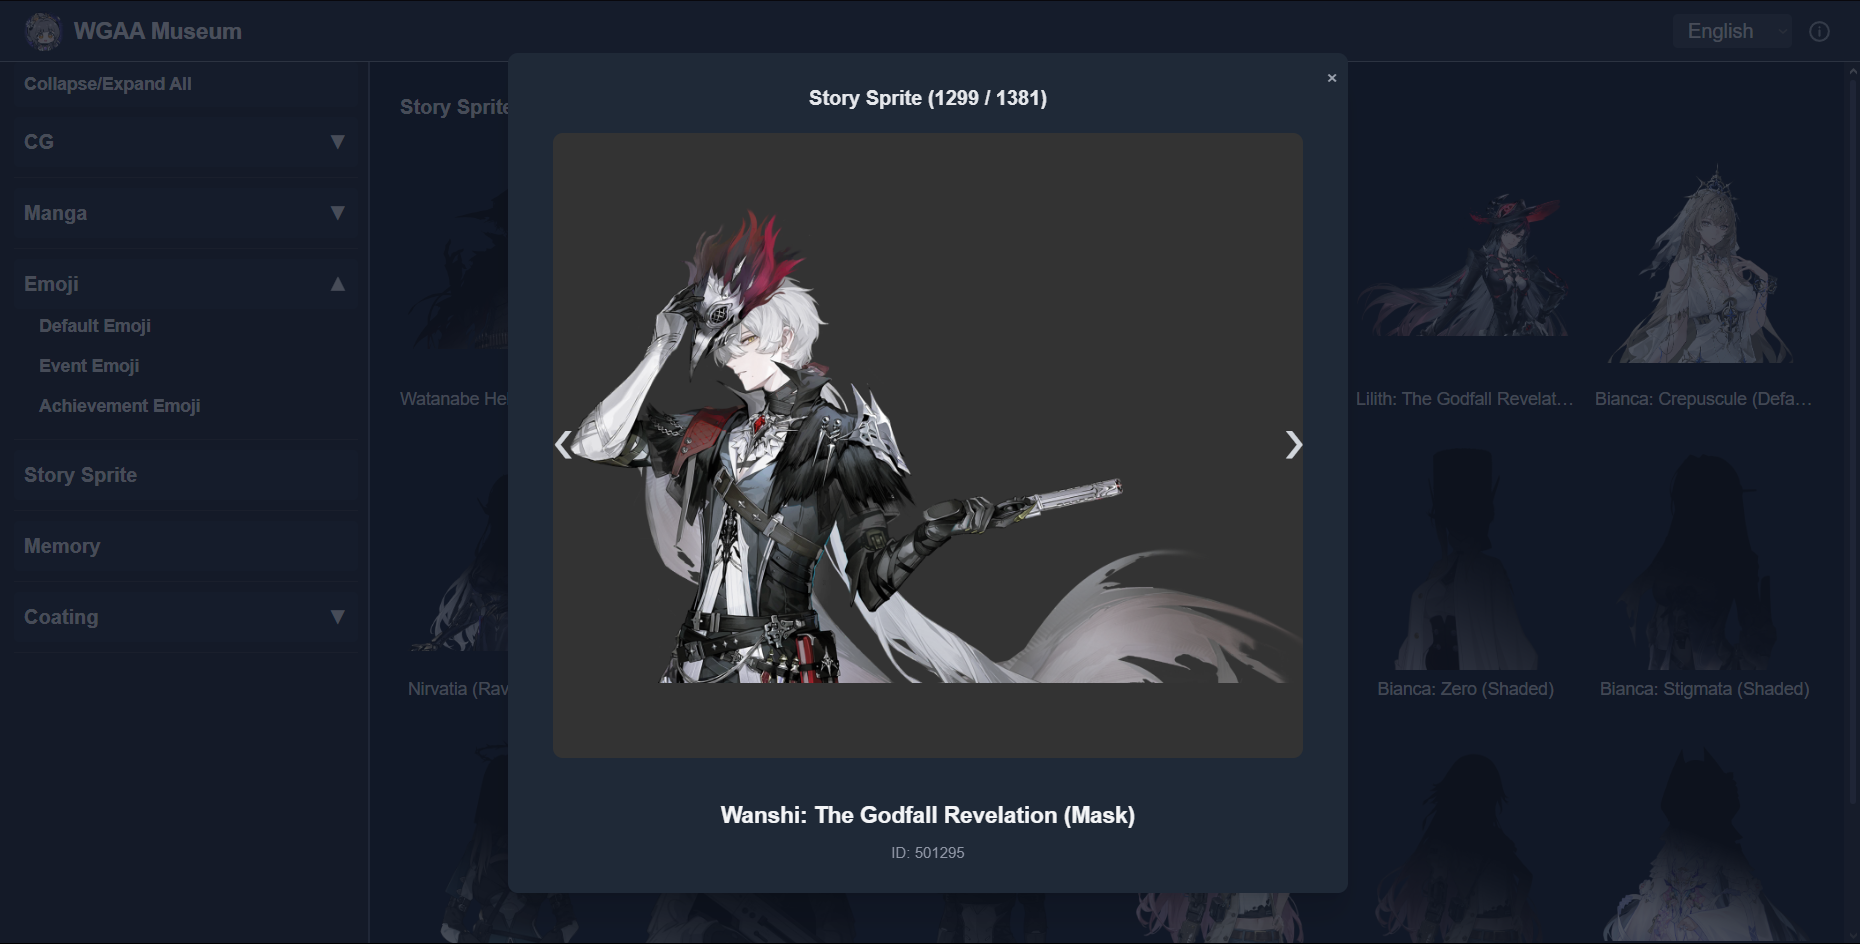 WGAA Museum
English
Collapse/Expand All
CG
Manga
Emoji
Default Emoji
Event Emoji
Achievement Emoji
Story Sprite
Memory
Coating
Story Sprite
Watanabe He
Lilith: The Godfall Revelat...
Bianca: Crepuscule (Defa...
Nirvatia (Rav
Bianca: Zero (Shaded)
Bianca: Stigmata (Shaded)
Story Sprite (1299 / 1381)
×
Wanshi: The Godfall Revelation (Mask)
ID: 501295